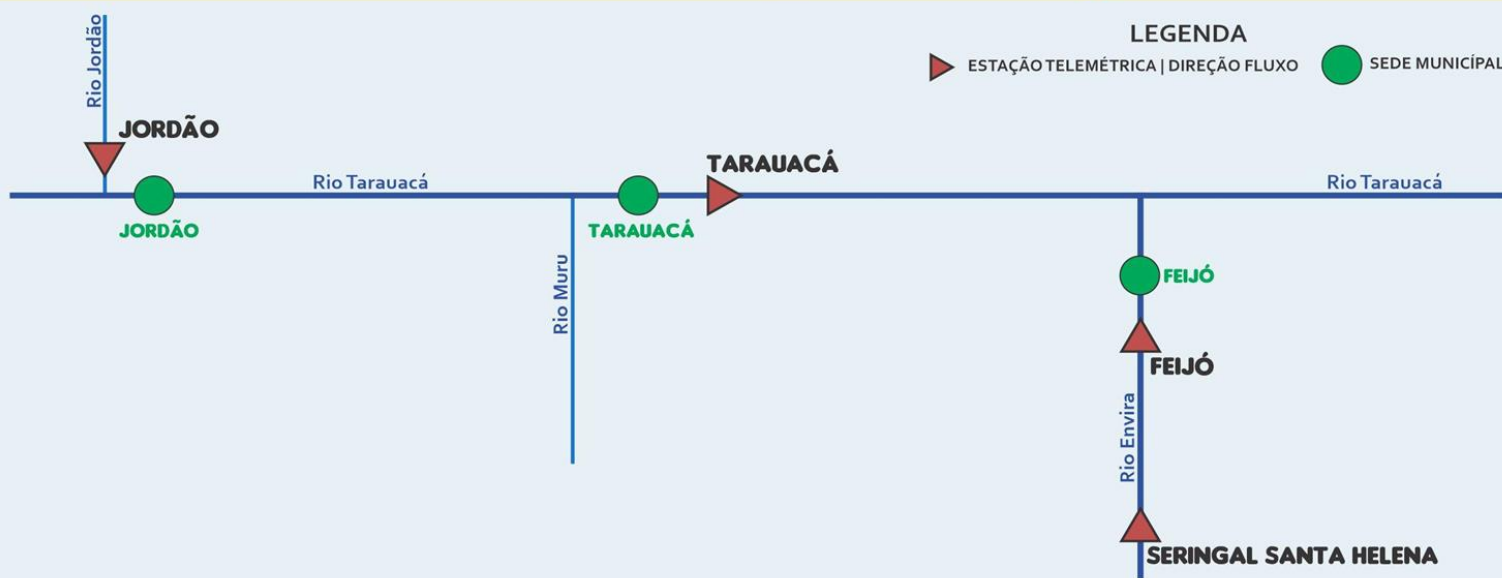 LEGENDA
ESTAÇÃO TELEMÉTRICA | DIREÇÃO FLUXO
SEDE MUNICÍPAL
Rio Jordão
JORDÃO
JORDÃO
Rio Tarauacá
TARAUACÁ
TARAUACÁ
Rio Muru
Rio Tarauacá
FEIJÓ
FEIJÓ
Rio Envira
SERINGAL SANTA HELENA